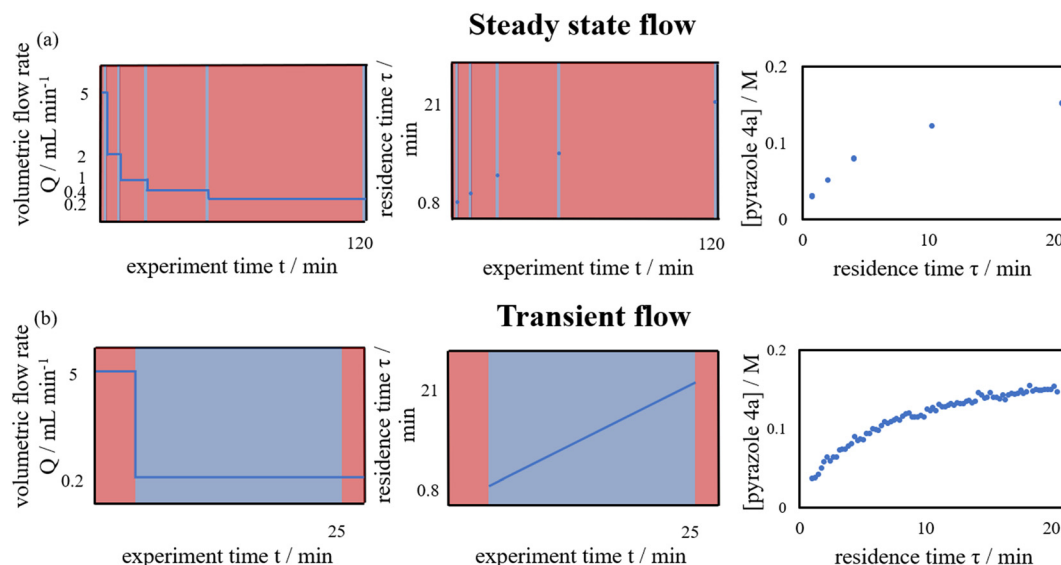 Steady state flow
(a)
volumetric flow rate
Q / mL min⁻¹
5
2
1
0.4
0.2
120
experiment time t / min
residence time τ /
min
21
0.8
120
experiment time t / min
[pyrazole 4a] / M
0.2
0.1
0
0
10
20
residence time τ / min
Transient flow
(b)
volumetric flow rate
Q / mL min⁻¹
5
0.2
25
experiment time t / min
residence time τ /
min
21
0.8
25
experiment time t / min
[pyrazole 4a] / M
0.2
0.1
0
0
10
20
residence time τ / min